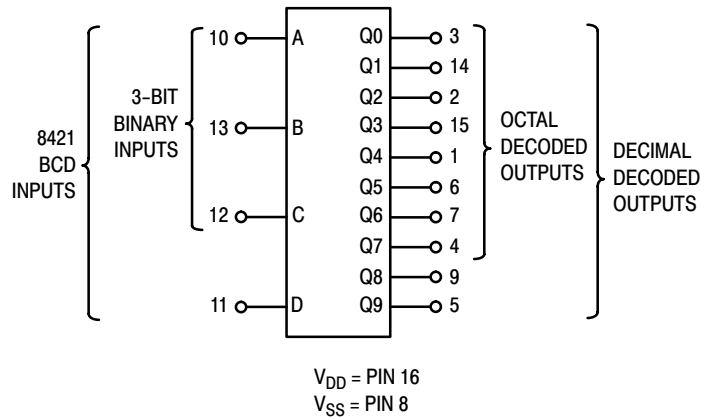 10 A Q0 3
Q1 14
3-BIT
BINARY
INPUTS
Q2 2
8421
BCD
INPUTS
13 B Q3 15
OCTAL
DECODED
OUTPUTS
Q4 1
DECIMAL
DECODED
OUTPUTS
Q5 6
12 C Q6 7
Q7 4
Q8 9
11 D Q9 5
VDD = PIN 16
VSS = PIN 8